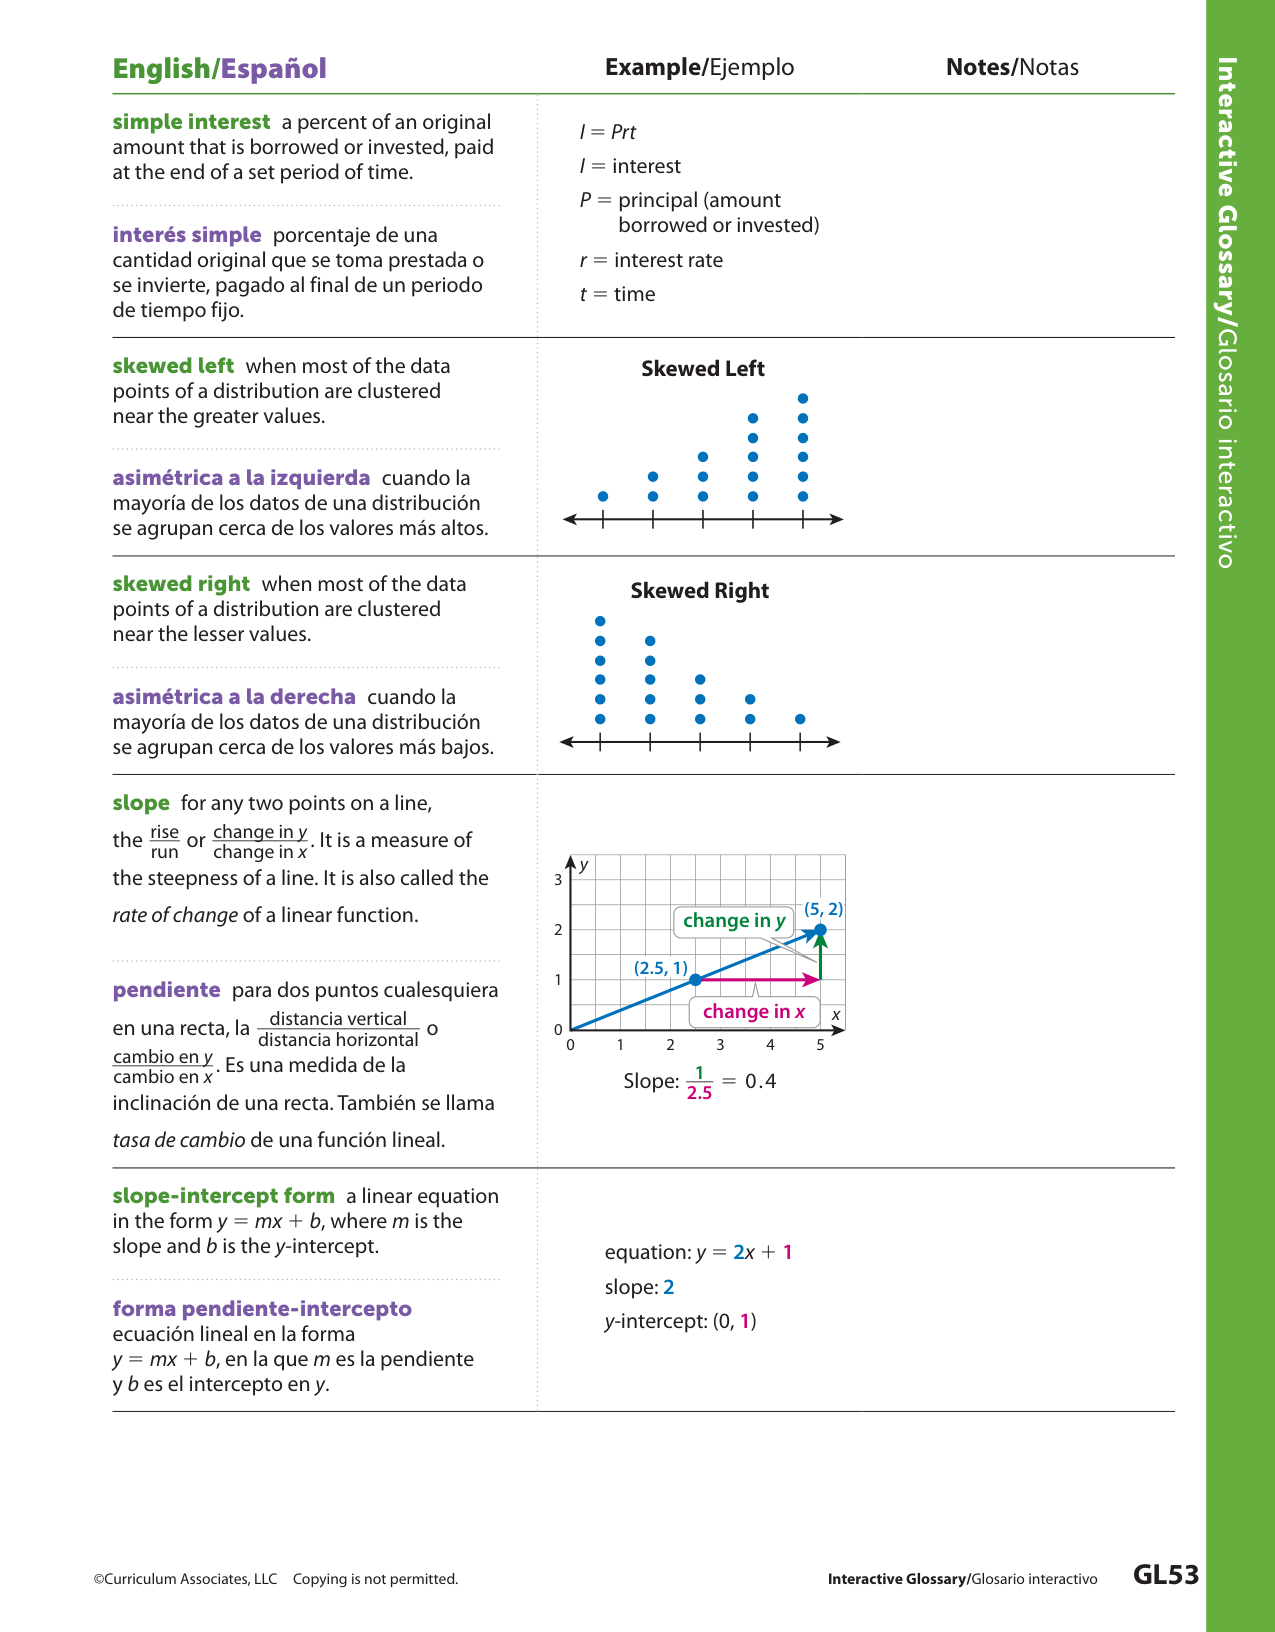 English/Español
Example/Ejemplo
Notes/Notas
simple interest a percent of an original
amount that is borrowed or invested, paid
at the end of a set period of time.
interés simple porcentaje de una
cantidad original que se toma prestada o
se invierte, pagado al final de un periodo
de tiempo fijo.
I = Prt
I = interest
P = principal (amount
borrowed or invested)
r = interest rate
t = time
skewed left when most of the data
points of a distribution are clustered
near the greater values.
asimétrica a la izquierda cuando la
mayoría de los datos de una distribución
se agrupan cerca de los valores más altos.
Skewed Left
skewed right when most of the data
points of a distribution are clustered
near the lesser values.
asimétrica a la derecha cuando la
mayoría de los datos de una distribución
se agrupan cerca de los valores más bajos.
Skewed Right
slope for any two points on a line,
the rise/run or change in y/change in x. It is a measure of
the steepness of a line. It is also called the
rate of change of a linear function.
pendiente para dos puntos cualesquiera
en una recta, la distancia vertical/distancia horizontal o
cambio en y/cambio en x. Es una medida de la
inclinación de una recta. También se llama
tasa de cambio de una función lineal.
y
3
2
1
0
(5, 2)
change in y
(2.5, 1)
change in x
x
0 1 2 3 4 5
Slope: 1/2.5 = 0.4
slope-intercept form a linear equation
in the form y = mx + b, where m is the
slope and b is the y-intercept.
forma pendiente-intercepto
ecuación lineal en la forma
y = mx + b, en la que m es la pendiente
y b es el intercepto en y.
equation: y = 2x + 1
slope: 2
y-intercept: (0, 1)
Interactive Glossary/Glosario interactivo
©Curriculum Associates, LLC Copying is not permitted.
Interactive Glossary/Glosario interactivo
GL53